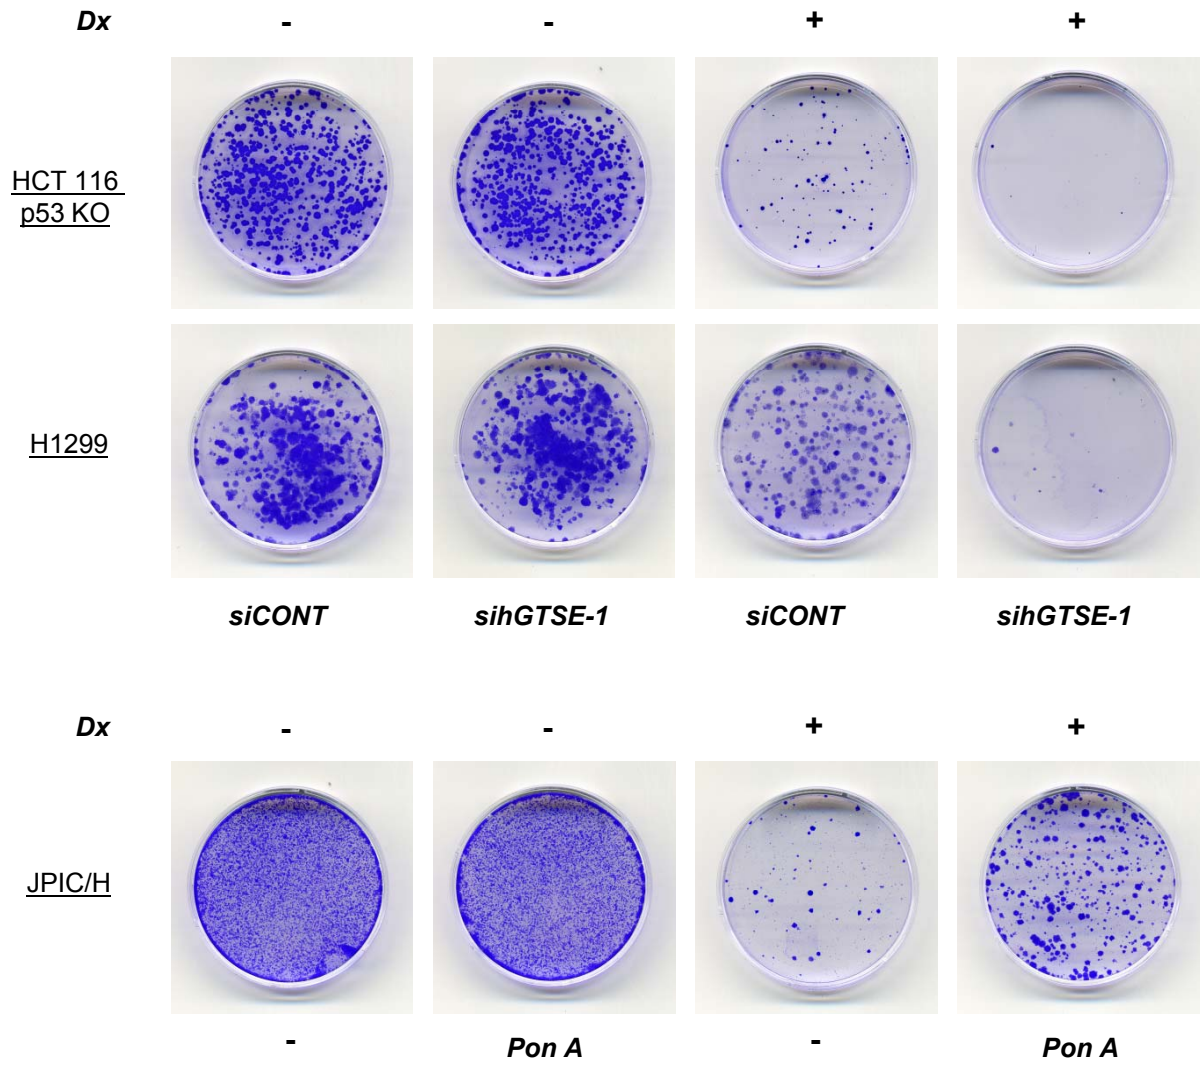 Dx - - + +
HCT 116
p53 KO
H1299
siCONT sihGTSE-1 siCONT sihGTSE-1
Dx - - + +
JPIC/H
- Pon A - Pon A